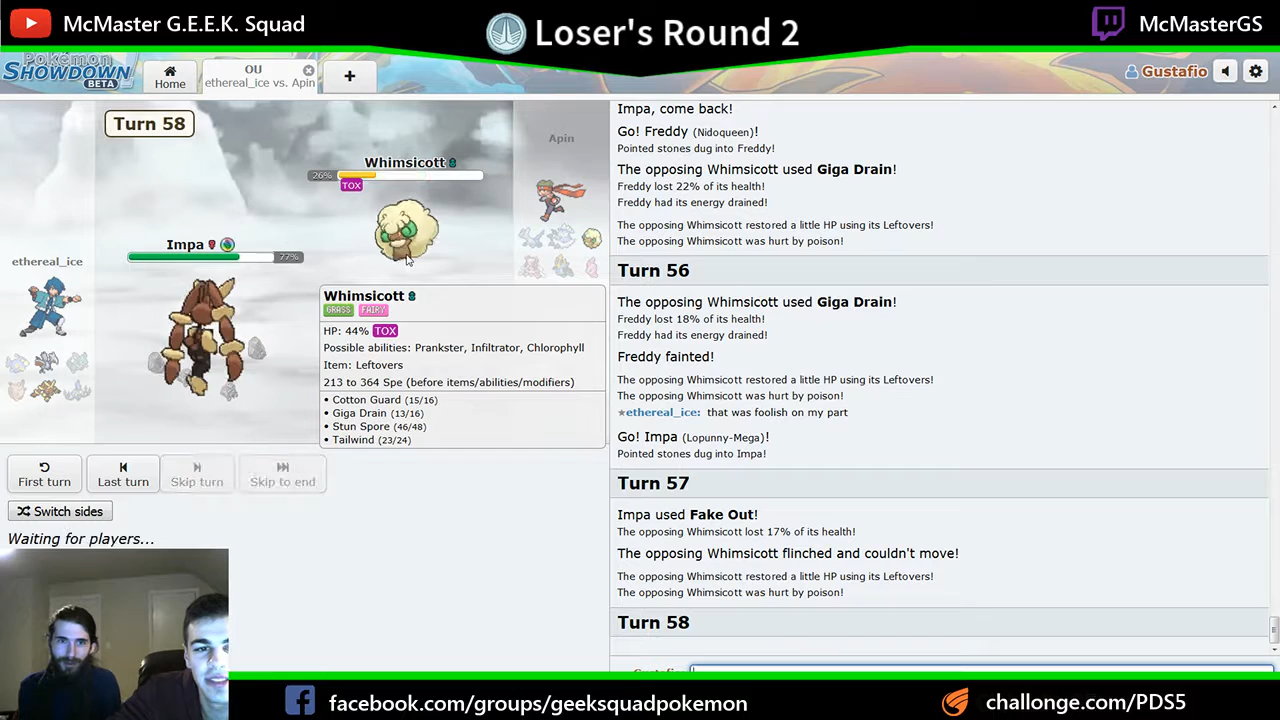 McMaster G.E.E.K. Squad
Loser's Round 2
McMasterGS
Pokémon
SHOWDOWN
BETA
Home
OU
ethereal_ice vs. Apin
+
Gustafio
Turn 58
Whimsicott
26%
TOX
Impa
77%
ethereal_ice
Apin
Whimsicott
GRASS FAIRY
HP: 44% TOX
Possible abilities: Prankster, Infiltrator, Chlorophyll
Item: Leftovers
213 to 364 Spe (before items/abilities/modifiers)
• Cotton Guard (15/16)
• Giga Drain (13/16)
• Stun Spore (46/48)
• Tailwind (23/24)
First turn
Last turn
Skip turn
Skip to end
Switch sides
Waiting for players...
Impa, come back!
Go! Freddy (Nidoqueen)!
Pointed stones dug into Freddy!
The opposing Whimsicott used Giga Drain!
Freddy lost 22% of its health!
Freddy had its energy drained!
The opposing Whimsicott restored a little HP using its Leftovers!
The opposing Whimsicott was hurt by poison!
Turn 56
The opposing Whimsicott used Giga Drain!
Freddy lost 18% of its health!
Freddy had its energy drained!
Freddy fainted!
The opposing Whimsicott restored a little HP using its Leftovers!
The opposing Whimsicott was hurt by poison!
★ethereal_ice: that was foolish on my part
Go! Impa (Lopunny-Mega)!
Pointed stones dug into Impa!
Turn 57
Impa used Fake Out!
The opposing Whimsicott lost 17% of its health!
The opposing Whimsicott flinched and couldn't move!
The opposing Whimsicott restored a little HP using its Leftovers!
The opposing Whimsicott was hurt by poison!
Turn 58
facebook.com/groups/geeksquadpokemon
challonge.com/PDS5